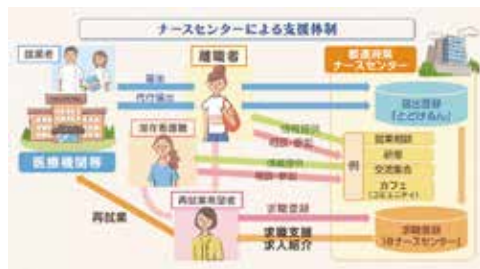 ナースセンターによる支援体制
就業者
離職者
都道府県
ナースセンター
届出
代行届出
届出登録
「とどけるん」
医療機関等
潜在看護職
情報提供
相談・参加
情報提供
相談・参加
例
就業相談
研修
交流集会
カフェ
(コミュニティ)
再就業
再就業希望者
求職登録
求職支援
求人紹介
求職登録
「eナースセンター」